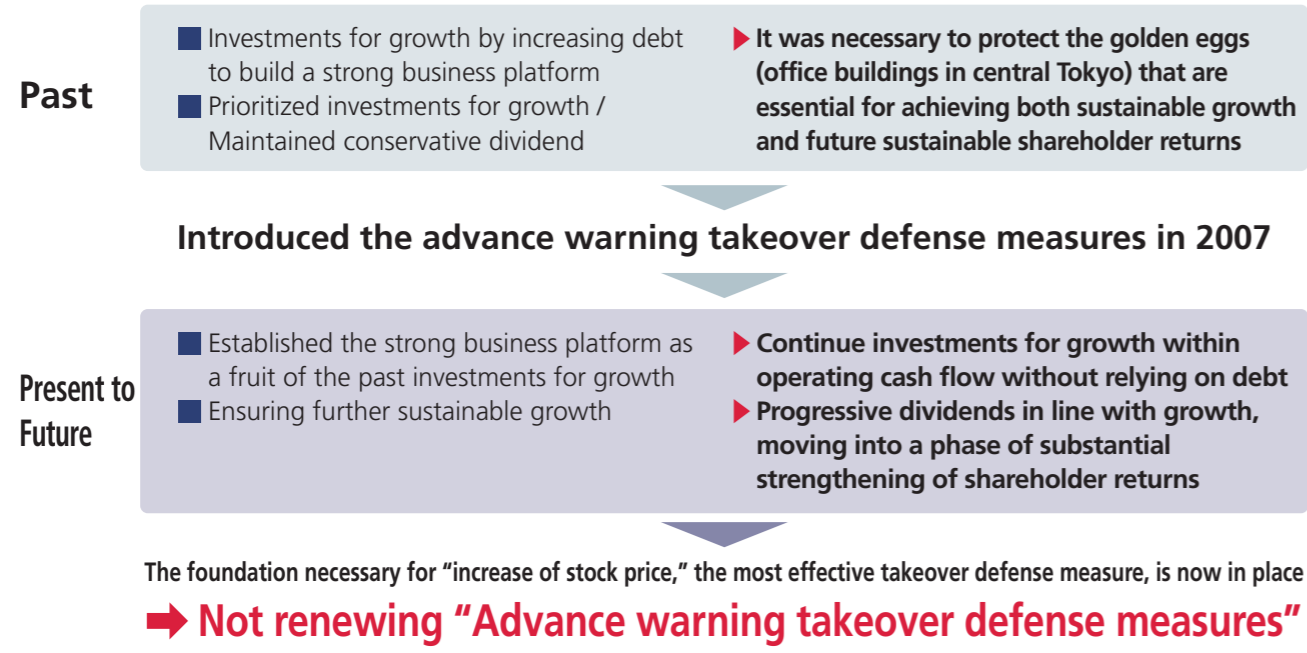 Past
Investments for growth by increasing debt
to build a strong business platform
Prioritized investments for growth /
Maintained conservative dividend
It was necessary to protect the golden eggs
(office buildings in central Tokyo) that are
essential for achieving both sustainable growth
and future sustainable shareholder returns
Introduced the advance warning takeover defense measures in 2007
Present to
Future
Established the strong business platform as
a fruit of the past investments for growth
Ensuring further sustainable growth
Continue investments for growth within
operating cash flow without relying on debt
Progressive dividends in line with growth,
moving into a phase of substantial
strengthening of shareholder returns
The foundation necessary for “increase of stock price,” the most effective takeover defense measure, is now in place
Not renewing “Advance warning takeover defense measures”